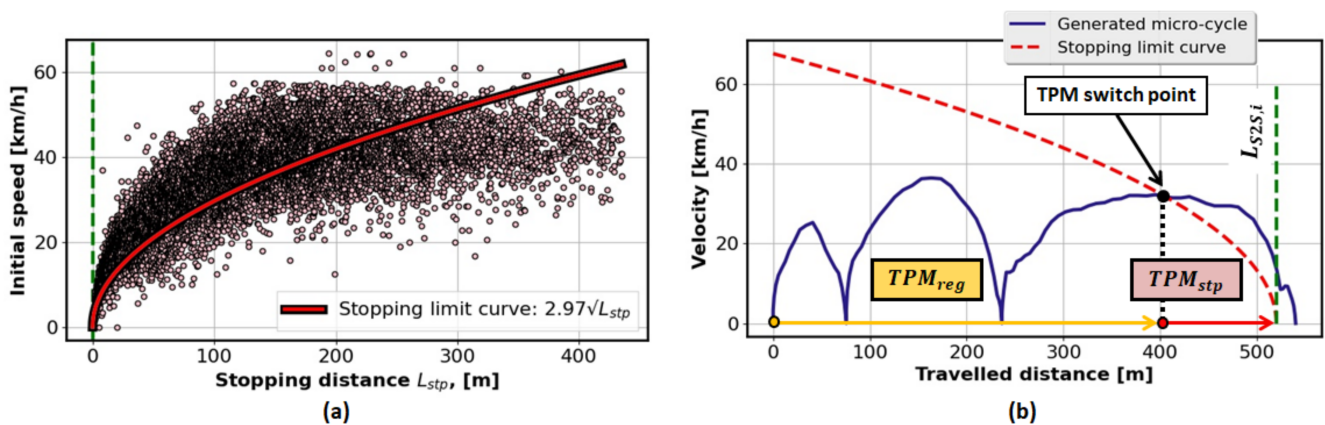 Initial speed [km/h]
60
40
20
0
Stopping limit curve: 2.97√L_stp
0
100
200
300
400
Stopping distance L_stp, [m]
(a)
Generated micro-cycle
Stopping limit curve
TPM switch point
L_S2S,i
Velocity [km/h]
60
40
20
0
TPM_reg
TPM_stp
0
100
200
300
400
500
Travelled distance [m]
(b)